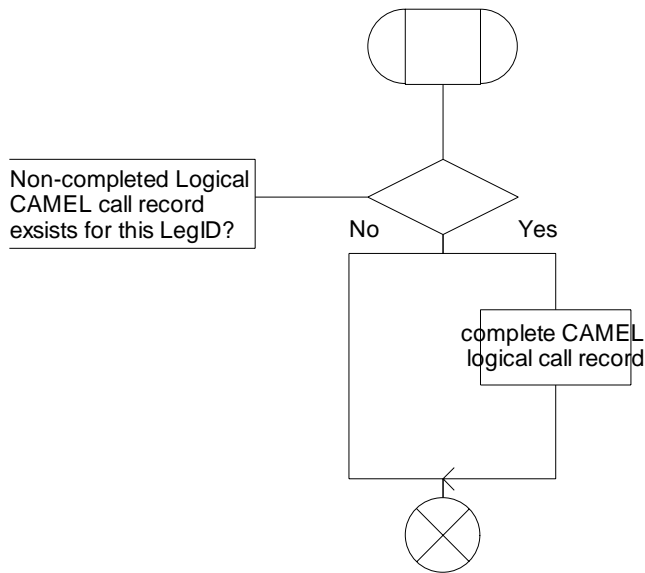 Non-completed Logical
CAMEL call record
exsists for this LegID?
No
Yes
complete CAMEL
logical call record